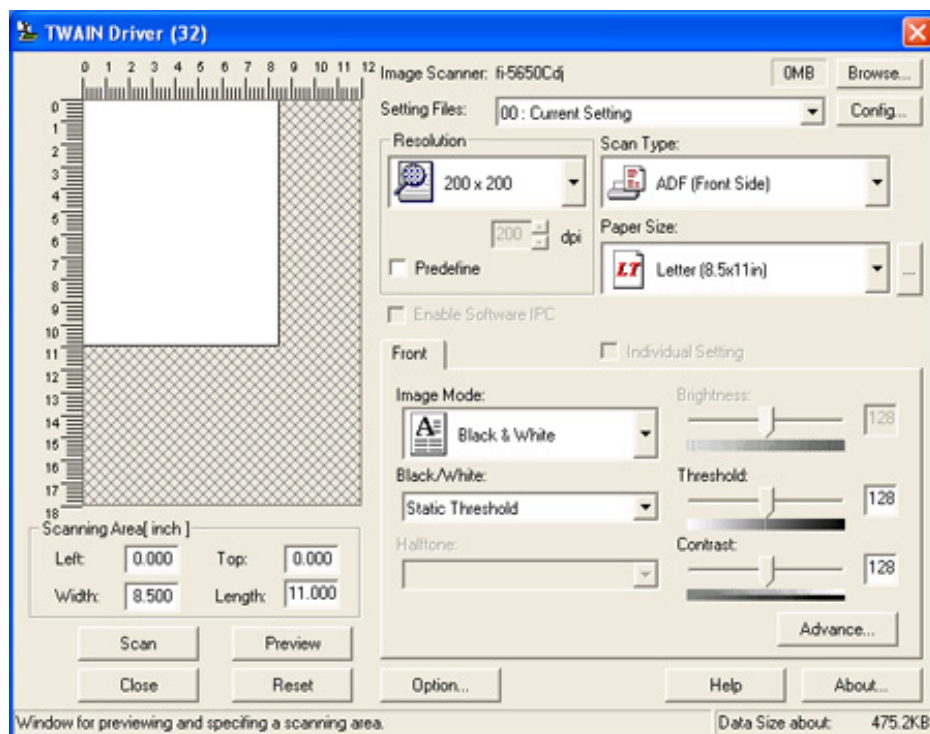 TWAIN Driver (32)
0 1 2 3 4 5 6 7 8 9 10 11 12
0
1
2
3
4
5
6
7
8
9
10
11
12
13
14
15
16
17
18
Image Scanner: fi-5650Cdj
0MB
Browse...
Setting Files:
00 : Current Setting
Config...
Resolution
200 x 200
200 dpi
Predefine
Scan Type:
ADF (Front Side)
Paper Size:
LT Letter (8.5x11in)
...
Enable Software IPC
Front
Individual Setting
Image Mode:
A Black & White
Black/White:
Static Threshold
Halftone:
Brightness:
128
Threshold:
128
Contrast:
128
Advance...
Scanning Area[ inch ]
Left: 0.000 Top: 0.000
Width: 8.500 Length: 11.000
Scan Preview
Close Reset
Option... Help About...
Window for previewing and specifing a scanning area.
Data Size about: 475.2KB